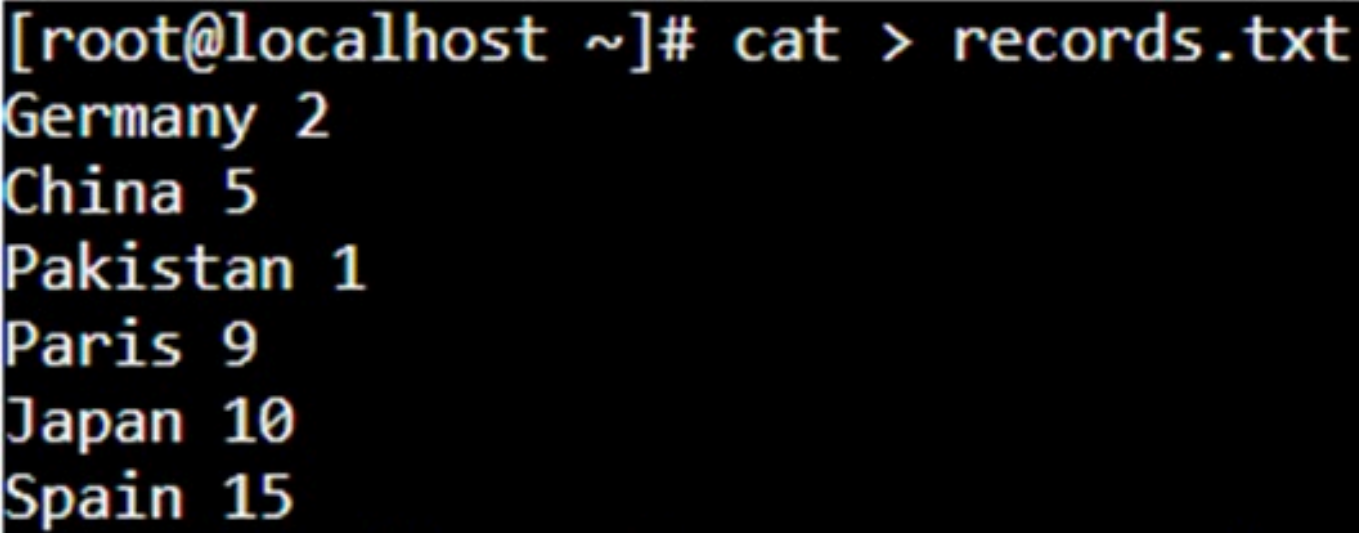 [root@localhost ~]# cat > records.txt
Germany 2
China 5
Pakistan 1
Paris 9
Japan 10
Spain 15